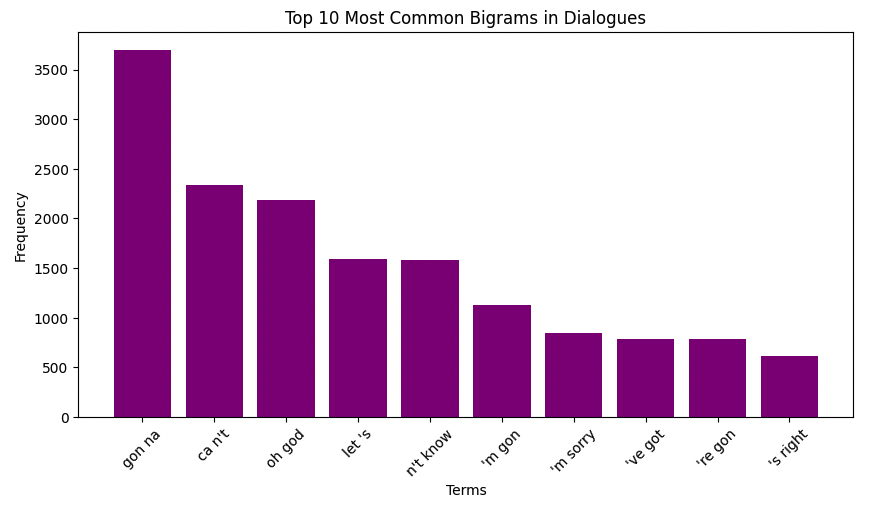 Top 10 Most Common Bigrams in Dialogues
Frequency
3500
3000
2500
2000
1500
1000
500
0
gon na
ca n't
oh god
let 's
n't know
'm gon
'm sorry
've got
're gon
's right
Terms